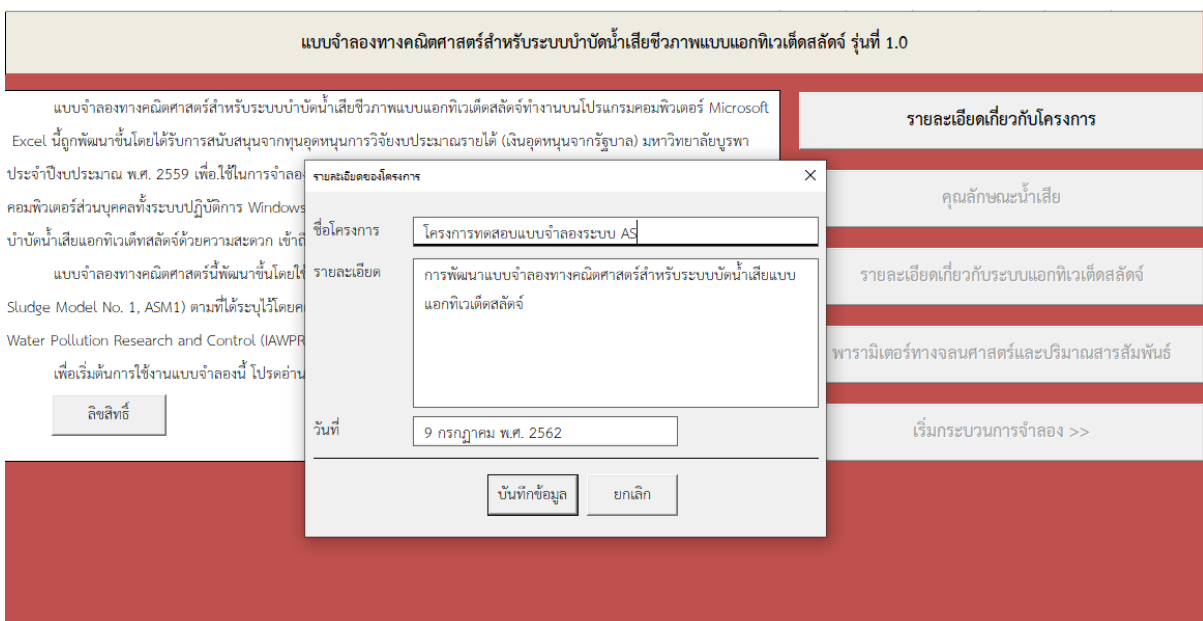 แบบจำลองทางคณิตศาสตร์สำหรับระบบบำบัดน้ำเสียชีวภาพแบบแอกทิเวเต็ดสลัดจ์ รุ่นที่ 1.0
แบบจำลองทางคณิตศาสตร์สำหรับระบบบำบัดน้ำเสียชีวภาพแบบแอกทิเวเต็ดสลัดจ์ทำงานบนโปรแกรมคอมพิวเตอร์ Microsoft
Excel นี้ถูกพัฒนาขึ้นโดยได้รับการสนับสนุนจากทุนอุดหนุนการวิจัยงบประมาณรายได้ (เงินอุดหนุนจากรัฐบาล) มหาวิทยาลัยบูรพา
ประจำปีงบประมาณ พ.ศ. 2559 เพื่อใช้ในการจำลอง
คอมพิวเตอร์ส่วนบุคคลทั้งระบบปฏิบัติการ Windows
บำบัดน้ำเสียแอกทิเวเต็ทสลัดจ์ด้วยความสะดวก
แบบจำลองทางคณิตศาสตร์นี้พัฒนาขึ้นโดยใช้
Sludge Model No. 1, ASM1) ตามที่ได้ระบุไว้โดย
Water Pollution Research and Control (IAWPR
เพื่อเริ่มต้นการใช้งานแบบจำลองนี้ โปรดอ่าน
ลิขสิทธิ์
รายละเอียดเกี่ยวกับโครงการ
คุณลักษณะน้ำเสีย
รายละเอียดเกี่ยวกับระบบแอกทิเวเต็ดสลัดจ์
พารามิเตอร์ทางจลนศาสตร์และปริมาณสารสัมพันธ์
เริ่มกระบวนการจำลอง >>
รายละเอียดของโครงการ
ชื่อโครงการ โครงการทดสอบแบบจำลองระบบ AS
รายละเอียด การพัฒนาแบบจำลองทางคณิตศาสตร์สำหรับระบบบัดน้ำเสียแบบ
แอกทิเวเต็ดสลัดจ์
วันที่ 9 กรกฏาคม พ.ศ. 2562
บันทึกข้อมูล ยกเลิก